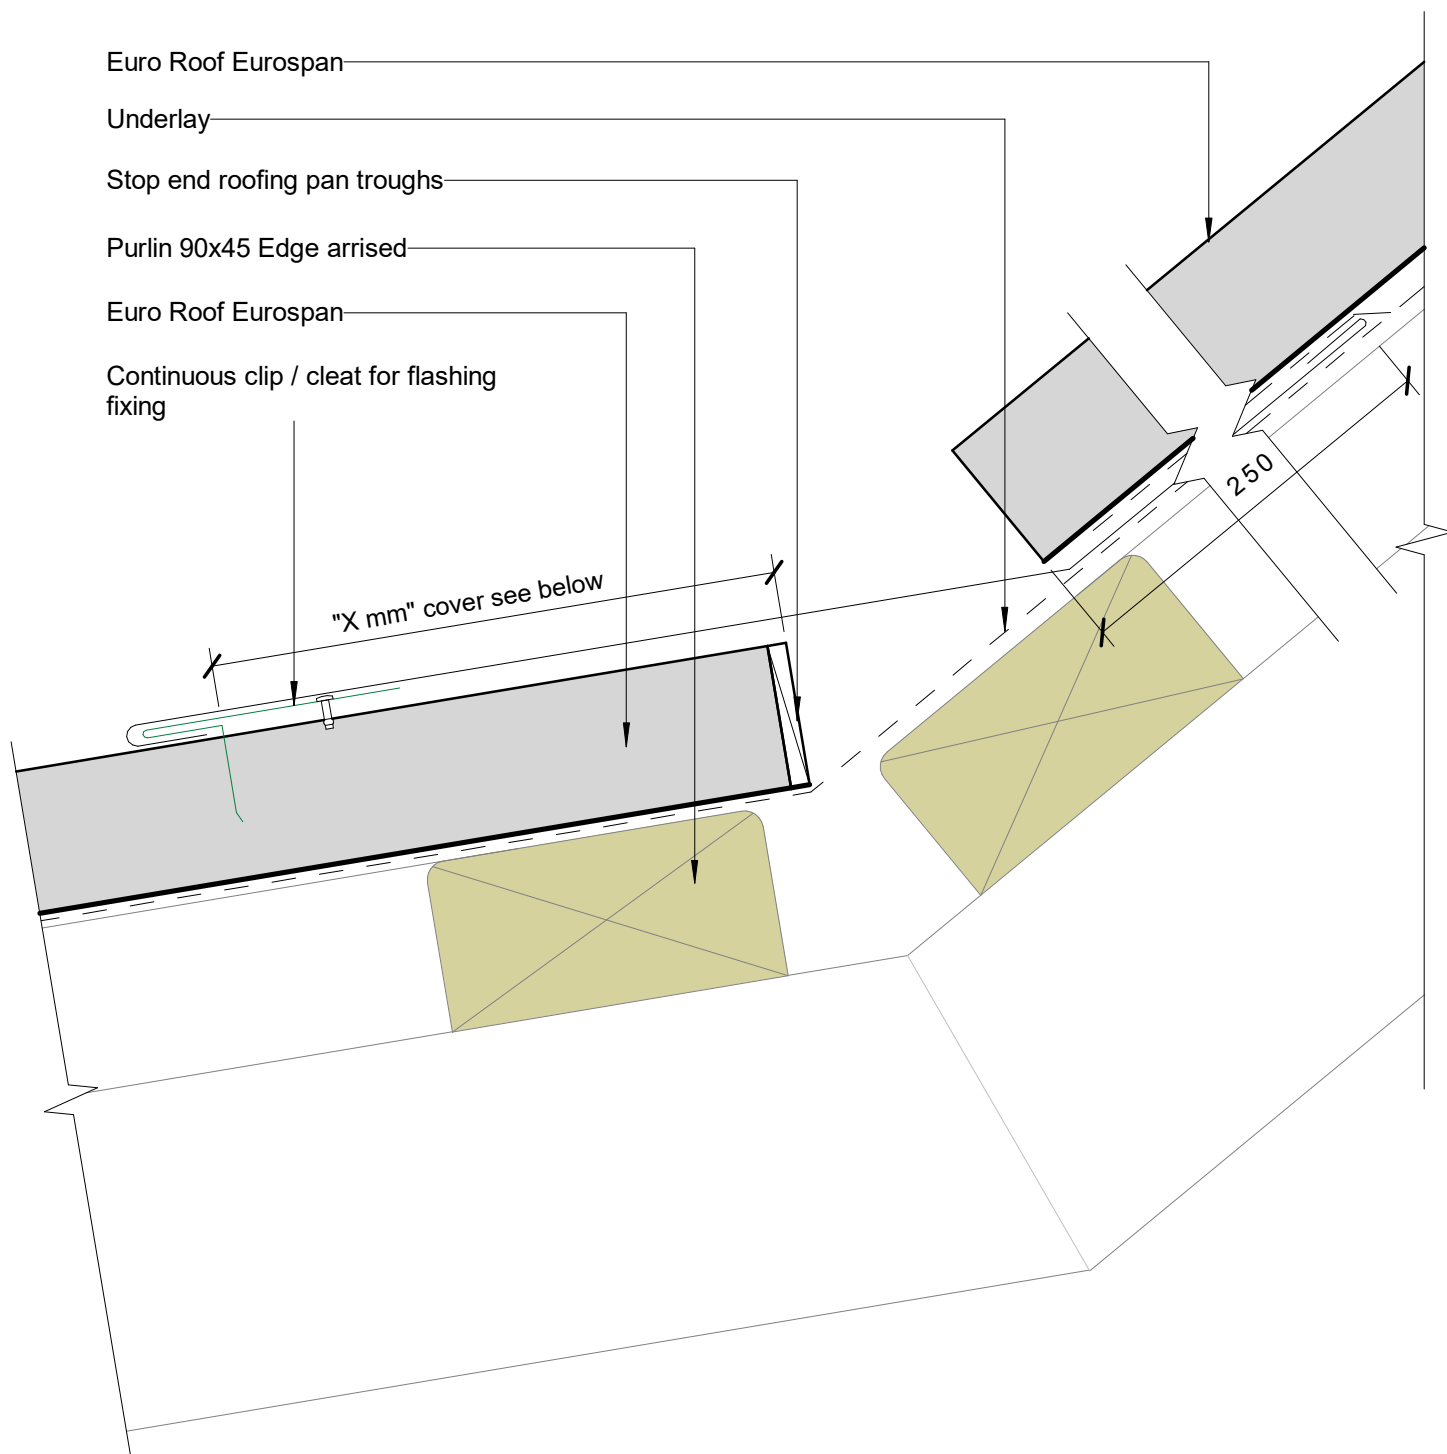 Euro Roof Eurospan
Underlay
Stop end roofing pan troughs
Purlin 90x45 Edge arrised
Euro Roof Eurospan
Continuous clip / cleat for flashing
fixing
250
"X mm" cover see below